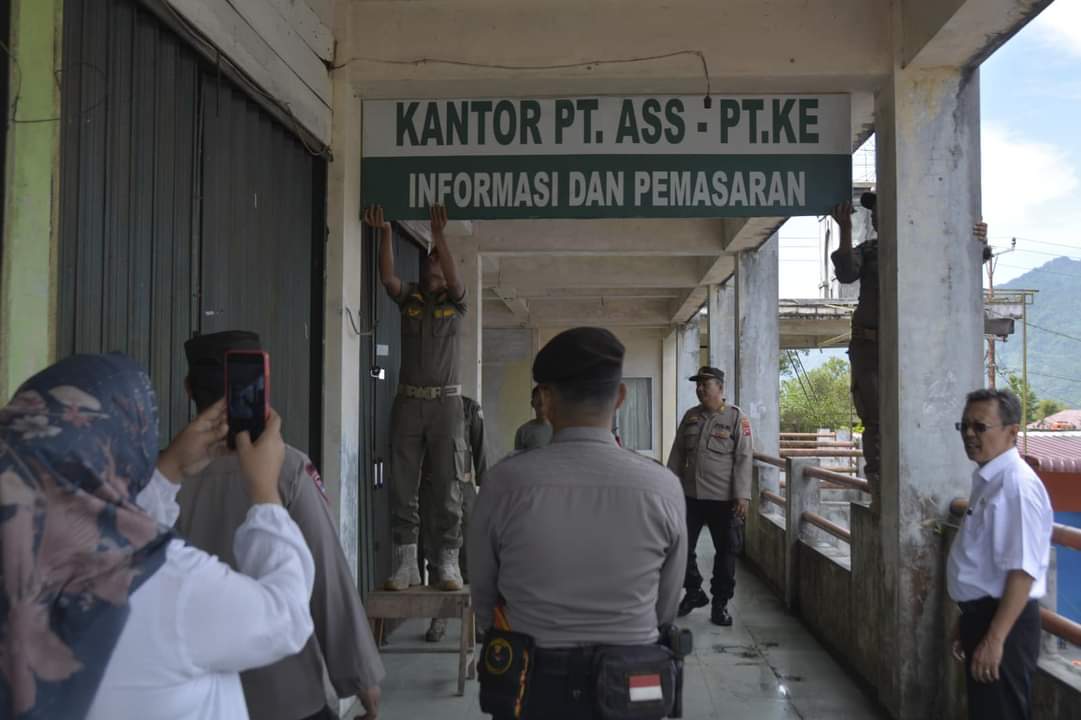 KANTOR PT. ASS - PT.KE
INFORMASI DAN PEMASARAN